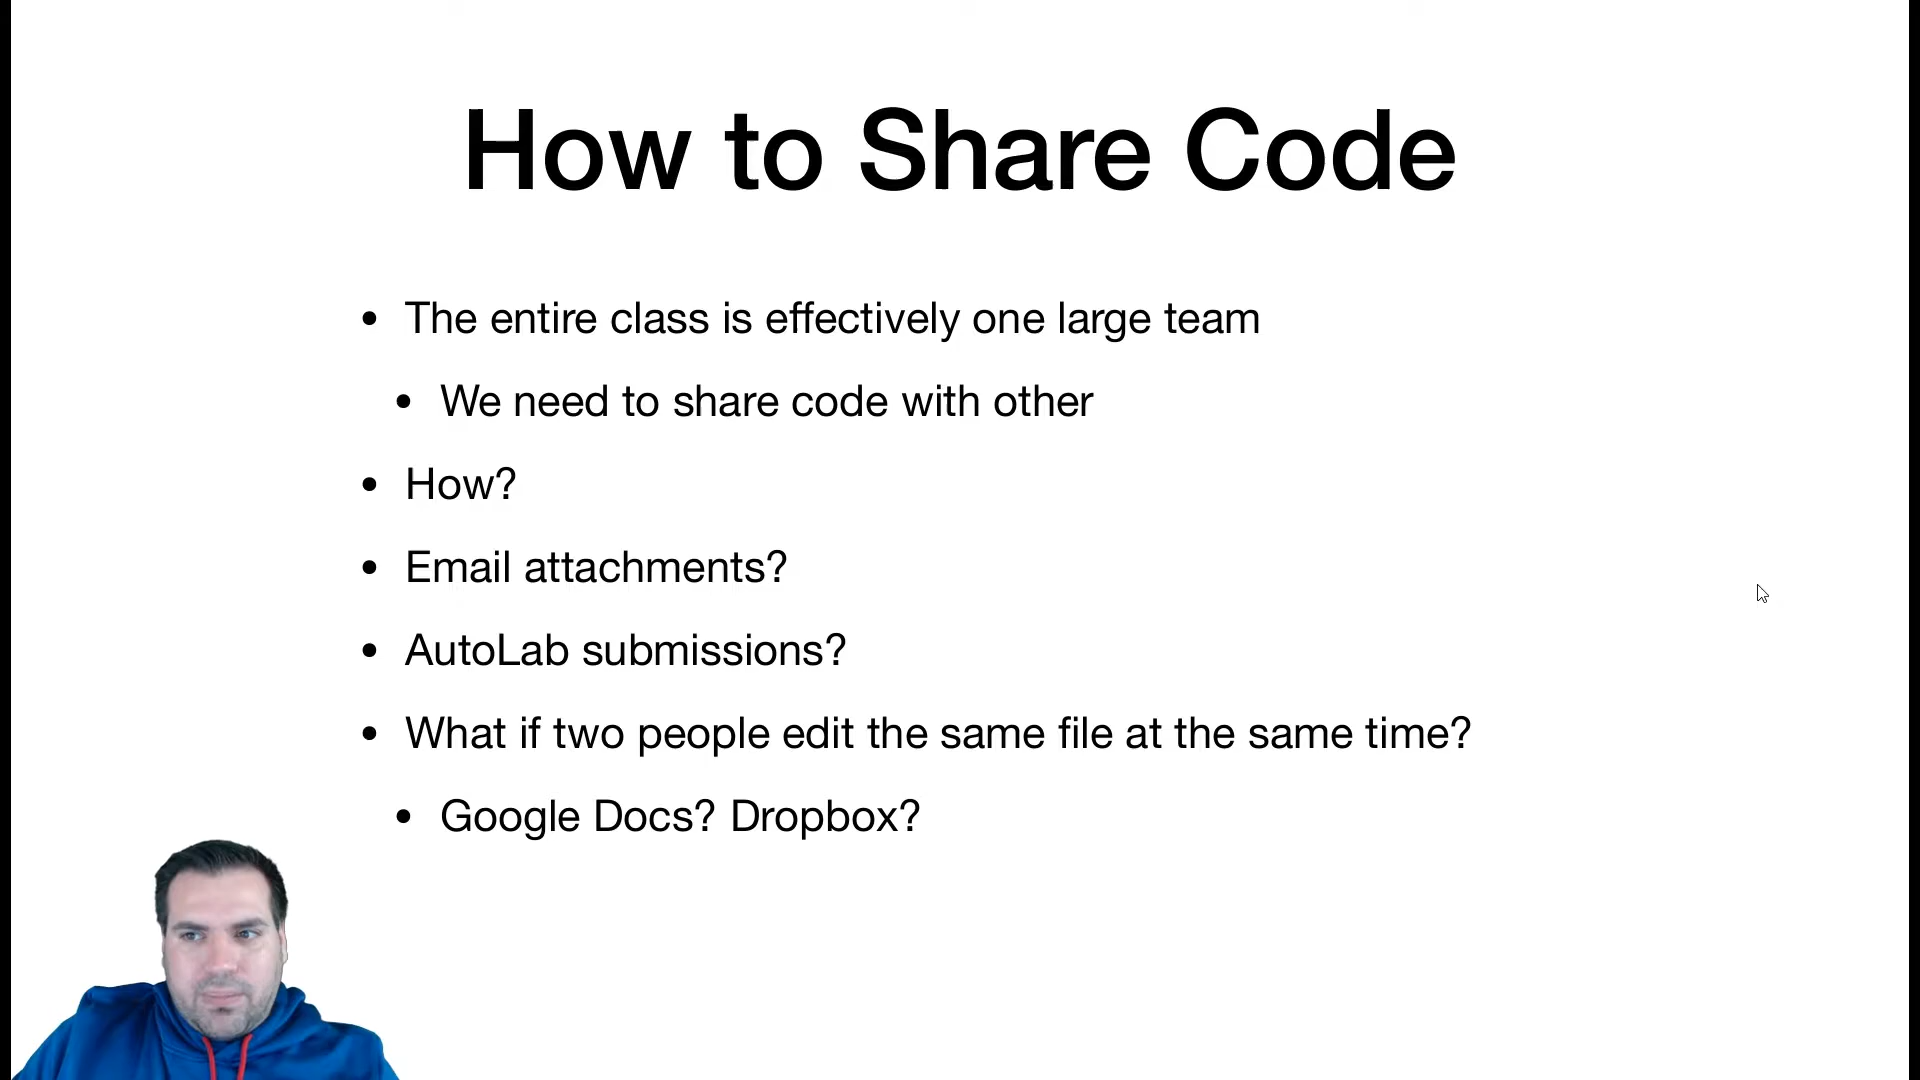 How to Share Code
• The entire class is effectively one large team
• We need to share code with other
• How?
• Email attachments?
• AutoLab submissions?
• What if two people edit the same file at the same time?
• Google Docs? Dropbox?